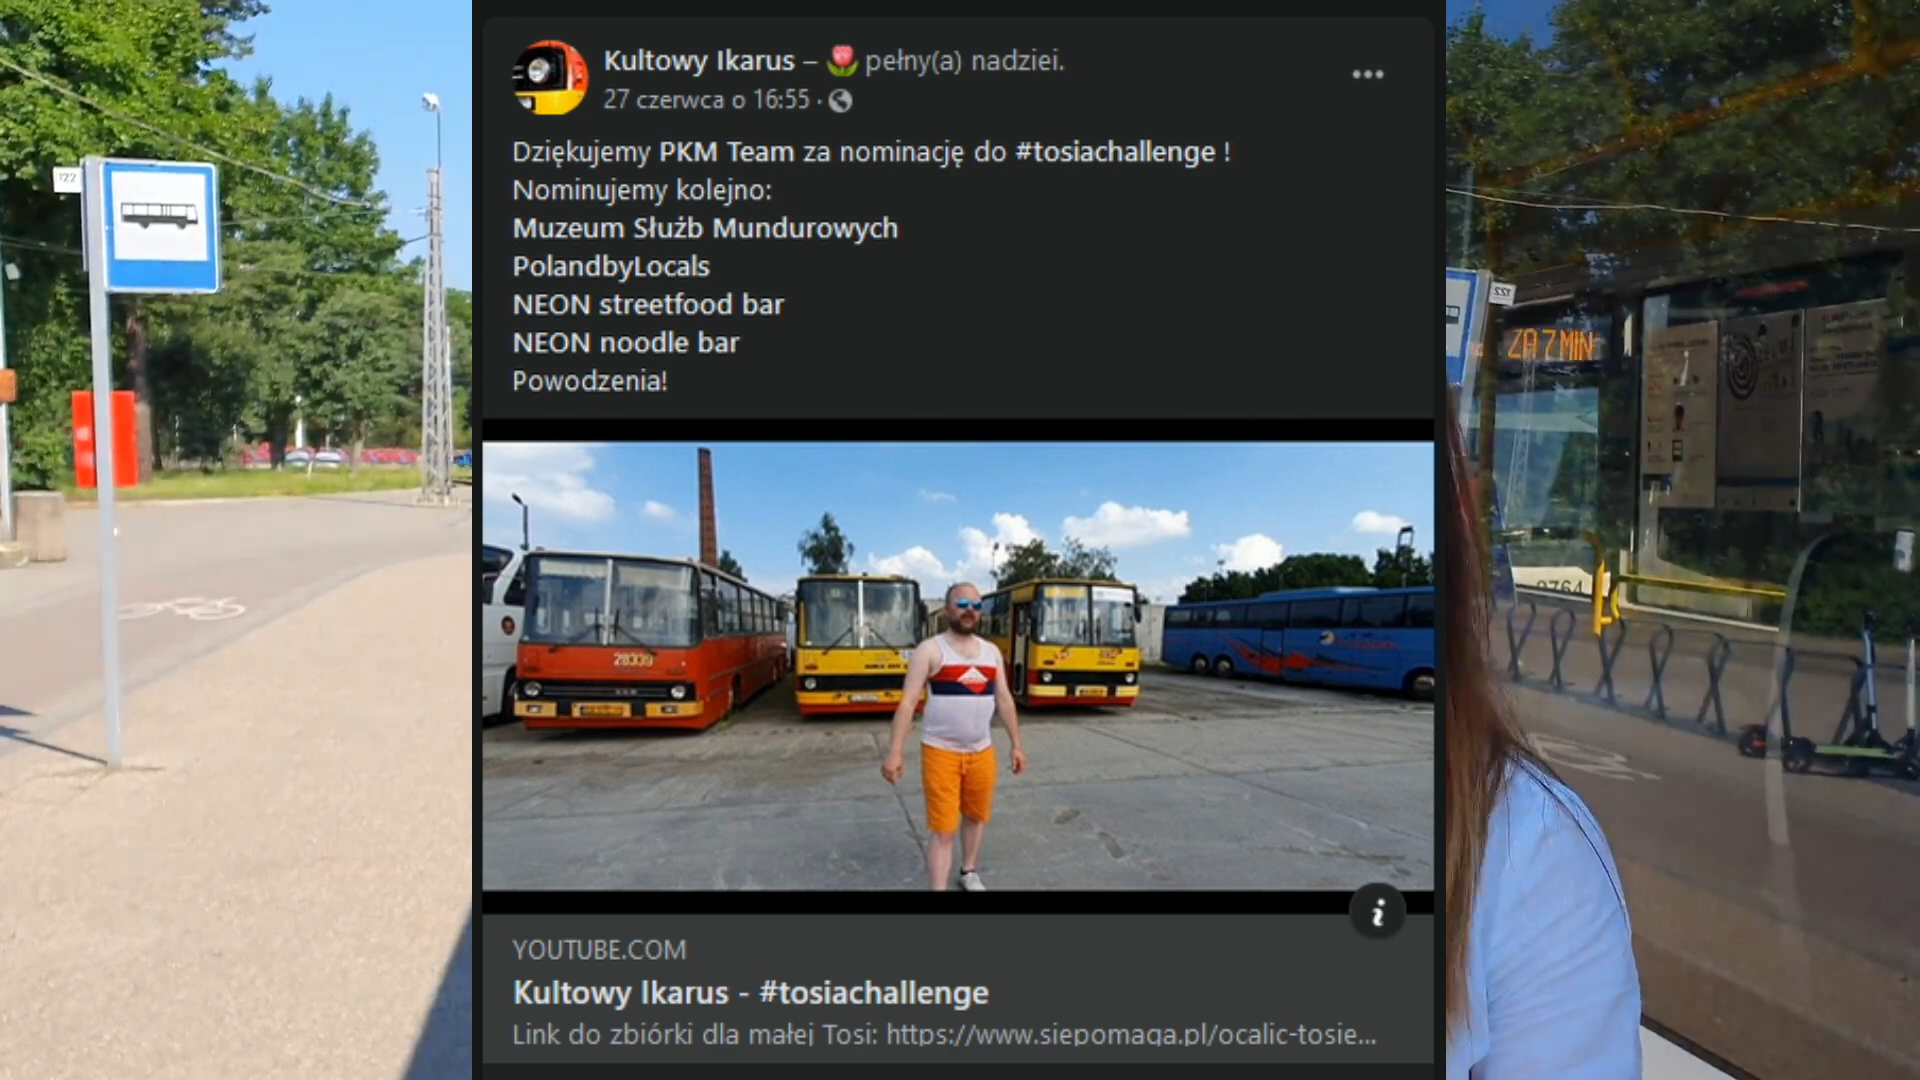 122
Kultowy Ikarus – 🌷 pełny(a) nadziei.
27 czerwca o 16:55 ·
Dziękujemy PKM Team za nominację do #tosiachallenge !
Nominujemy kolejno:
Muzeum Służb Mundurowych
PolandbyLocals
NEON streetfood bar
NEON noodle bar
Powodzenia!
28339
YOUTUBE.COM
Kultowy Ikarus - #tosiachallenge
Link do zbiórki dla małej Tosi: https://www.siepomaga.pl/ocalic-tosie...
ZA 7 MIN